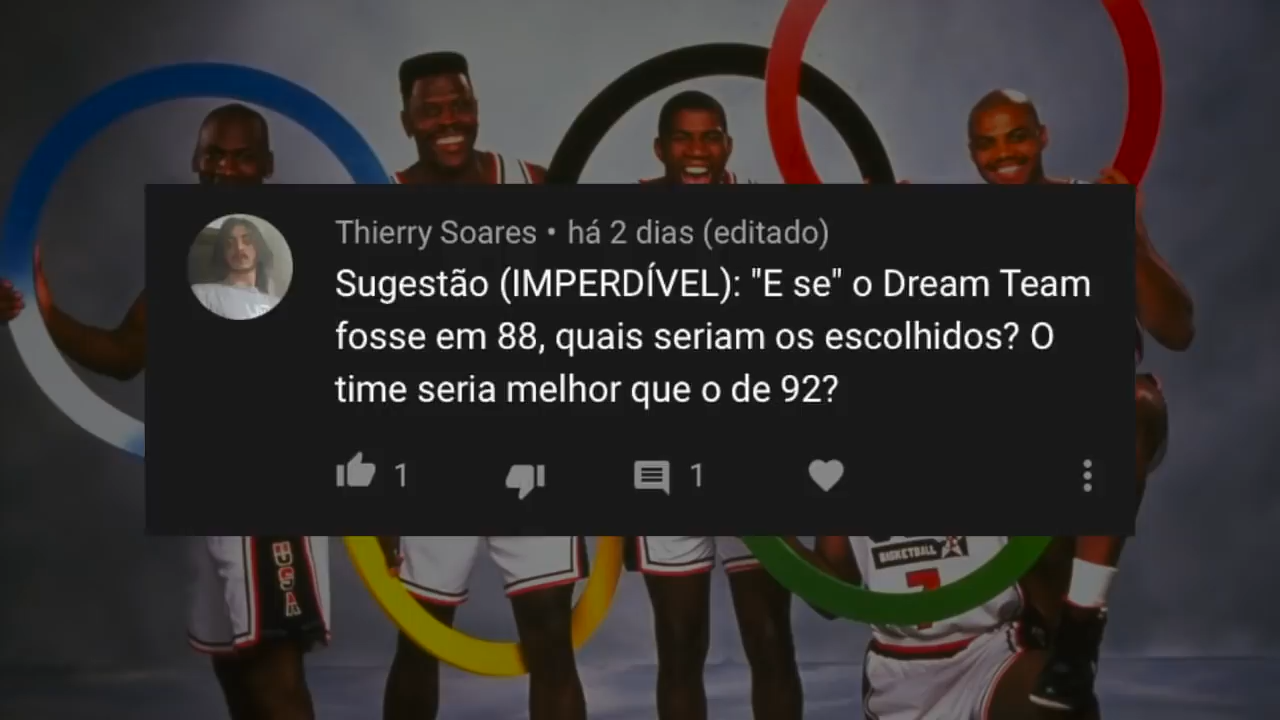 Thierry Soares • há 2 dias (editado)
Sugestão (IMPERDÍVEL): "E se" o Dream Team
fosse em 88, quais seriam os escolhidos? O
time seria melhor que o de 92?
1
1
USA
BASKETBALL
7